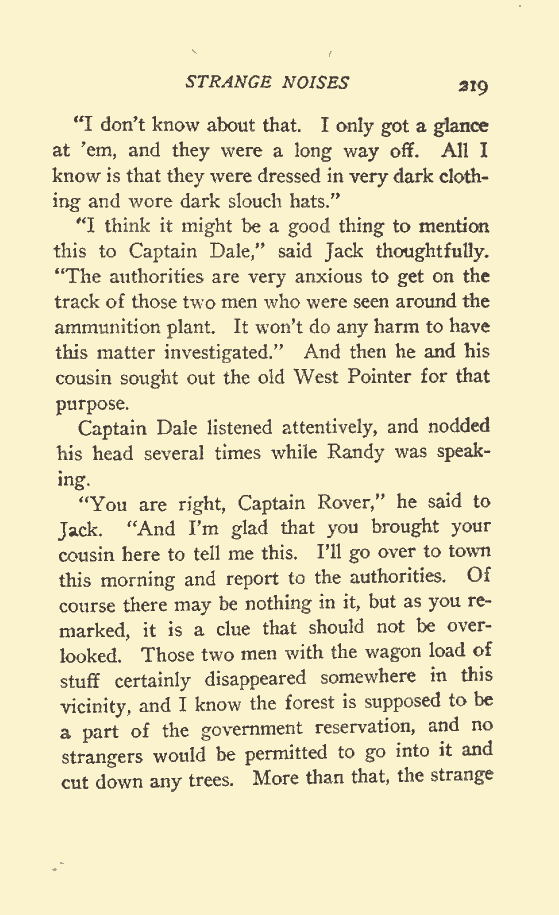 STRANGE NOISES 219
"I don't know about that. I only got a glance
at 'em, and they were a long way off. All I
know is that they were dressed in very dark cloth-
ing and wore dark slouch hats."
"I think it might be a good thing to mention
this to Captain Dale," said Jack thoughtfully.
"The authorities are very anxious to get on the
track of those two men who were seen around the
ammunition plant. It won't do any harm to have
this matter investigated." And then he and his
cousin sought out the old West Pointer for that
purpose.
Captain Dale listened attentively, and nodded
his head several times while Randy was speak-
ing.
"You are right, Captain Rover," he said to
Jack. "And I'm glad that you brought your
cousin here to tell me this. I'll go over to town
this morning and report to the authorities. Of
course there may be nothing in it, but as you re-
marked, it is a clue that should not be over-
looked. Those two men with the wagon load of
stuff certainly disappeared somewhere in this
vicinity, and I know the forest is supposed to be
a part of the government reservation, and no
strangers would be permitted to go into it and
cut down any trees. More than that, the strange